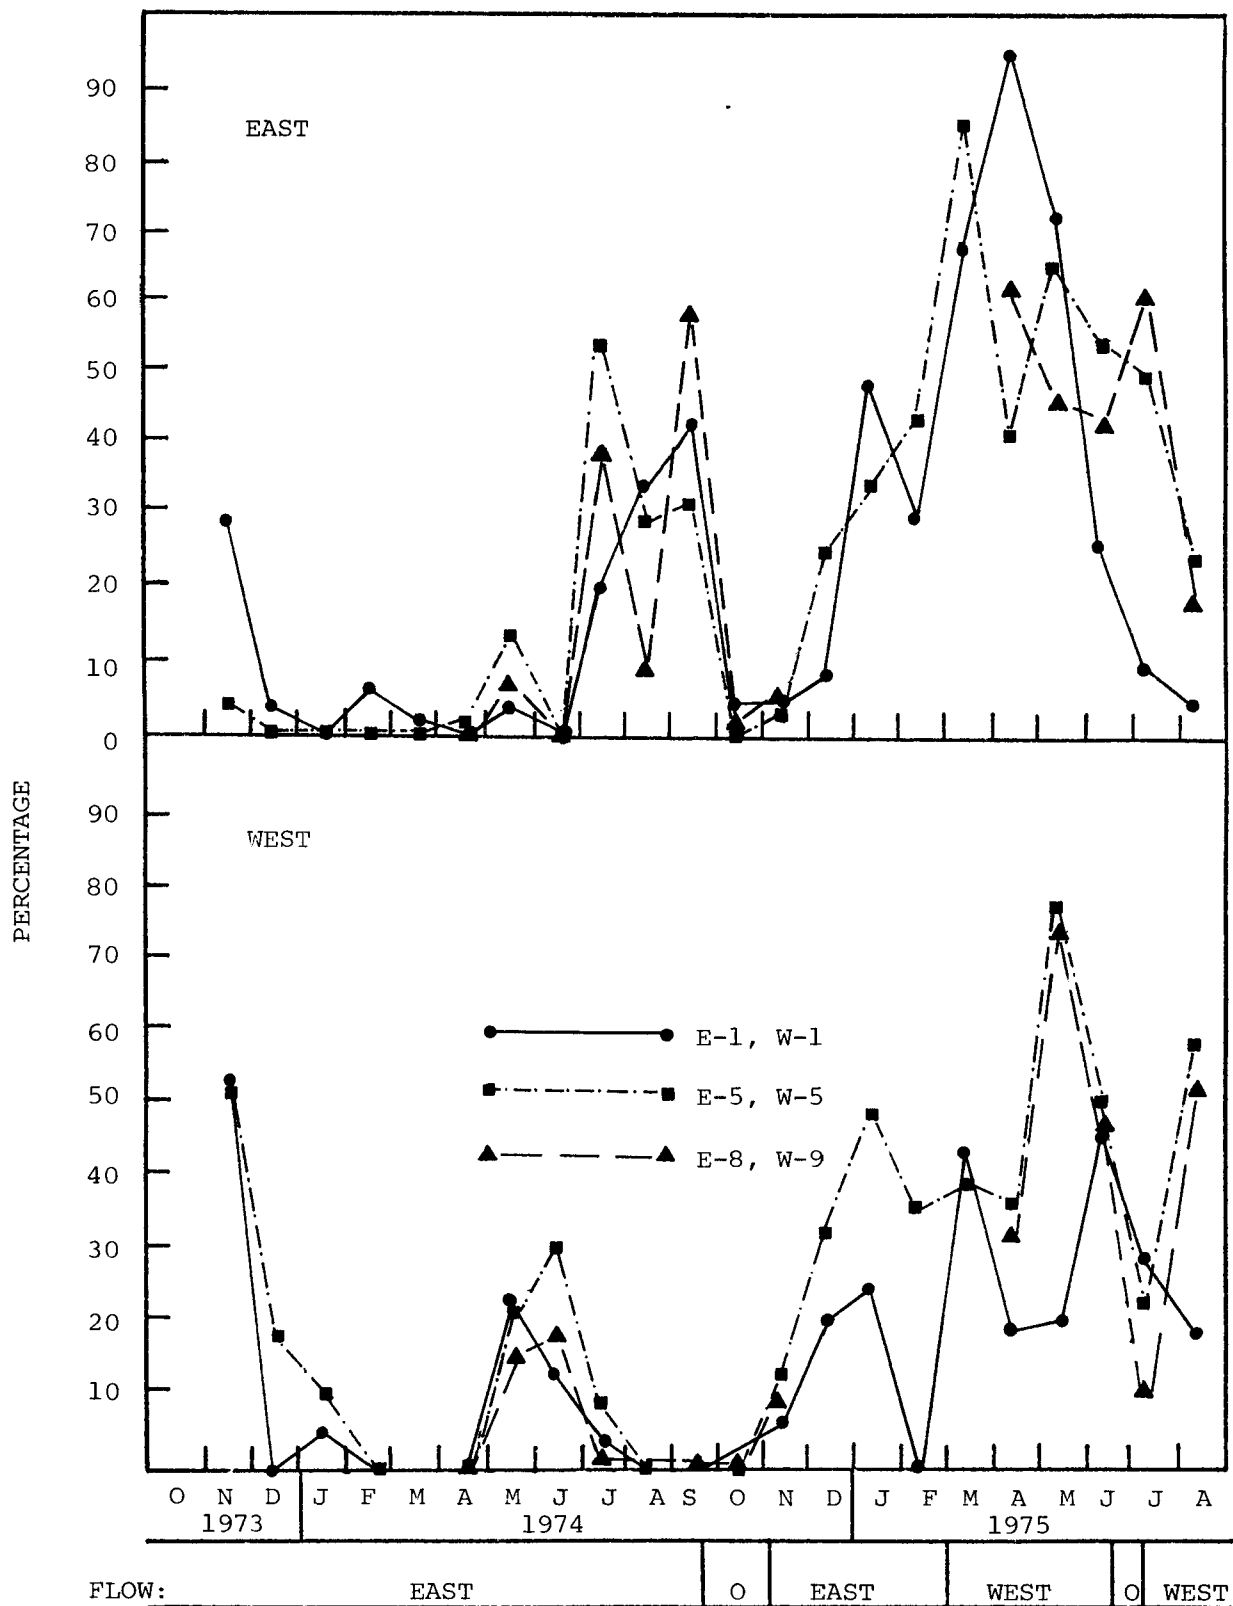 90
EAST
80
70
60
50
40
30
20
10
0
90
WEST
80
70
60
50
40
30
20
10
PERCENTAGE
E-1, W-1
E-5, W-5
E-8, W-9
O N D J F M A M J J A S O N D J F M A M J J A
1973 1974 1975
FLOW: EAST O EAST WEST O WEST